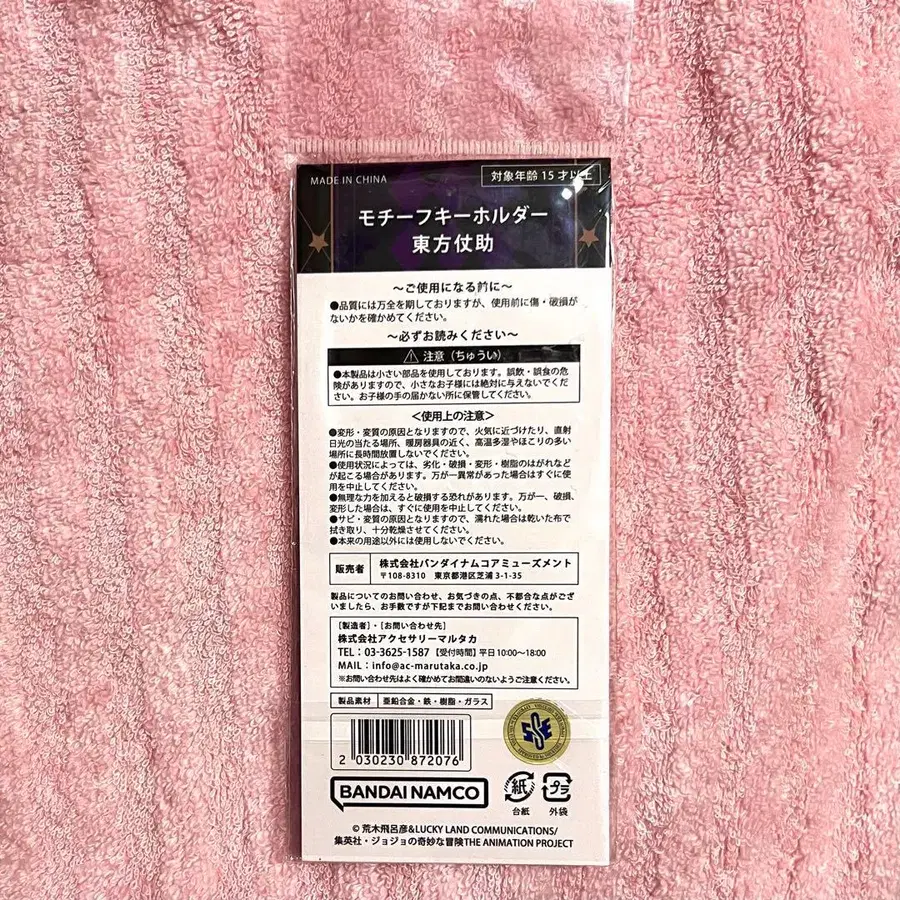 MADE IN CHINA
対象年齢 15 才以上
モチーフキーホルダー
東方仗助
～ご使用になる前に～
●品質には万全を期しておりますが、使用前に傷・破損が
ないかを確かめてください。
～必ずお読みください～
注意（ちゅうい）
●本製品は小さい部品を使用しております。誤飲・誤食の危
険がありますので、小さなお子様には絶対に与えないでくだ
さい。お子様の手の届かない所に保管してください。
＜使用上の注意＞
●変形・変質の原因となりますので、火気に近づけたり、直射
日光の当たる場所、暖房器具の近く、高温多湿やほこりの多い
場所に長時間放置しないでください。
●使用状況によっては、劣化・破損・変形・樹脂のはがれなど
が起こる場合があります。万が一異常があった場合はすぐに使
用を中止してください。
●無理な力を加えると破損する恐れがあります。万が一、破損、
変形した場合は、すぐに使用を中止してください。
●サビ・変質の原因となりますので、濡れた場合は乾いた布で
拭き取り、十分乾燥させてください。
●本来の用途以外には使用しないでください。
販売者
株式会社バンダイナムコアミューズメント
〒108-8310 東京都港区芝浦 3-1-35
製品についてのお問い合わせ、お気づきの点、不都合な点がござ
いましたら、お手数ですが下記までお問い合わせください。
［製造者］・［お問い合わせ先］
株式会社アクセサリーマルタカ
TEL：03-3625-1587 【受付時間】平日 10:00～18:00
MAIL：info@ac-marutaka.co.jp
※お問い合わせ先はよく確かめてお間違いのないようご注意ください。
製品素材 亜鉛合金・鉄・樹脂・ガラス
2 030230 872076
BANDAI NAMCO
紙
台紙
プラ
外袋
© 荒木飛呂彦&LUCKY LAND COMMUNICATIONS/
集英社・ジョジョの奇妙な冒険THE ANIMATION PROJECT